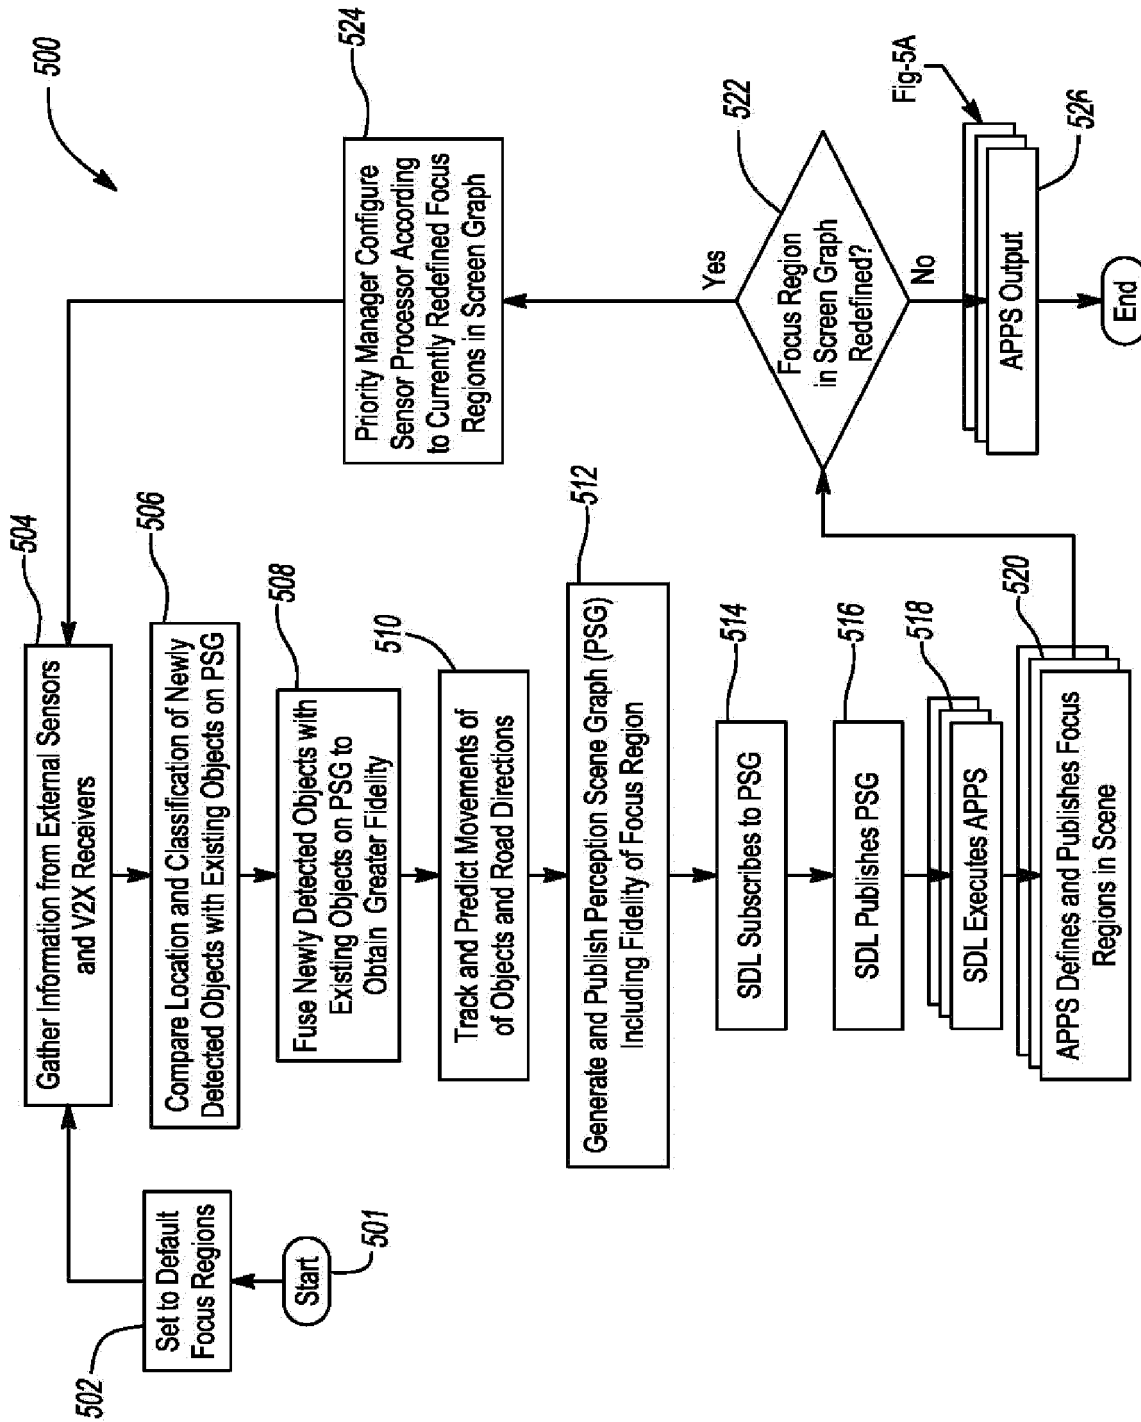 500
501
Start
502
Set to Default
Focus Regions
504
Gather Information from External Sensors
and V2X Receivers
506
Compare Location and Classification of Newly
Detected Objects with Existing Objects on PSG
508
Fuse Newly Detected Objects with
Existing Objects on PSG to
Obtain Greater Fidelity
510
Track and Predict Movements of
of Objects and Road Directions
512
Generate and Publish Perception Scene Graph (PSG)
Including Fidelity of Focus Region
514
SDL Subscribes to PSG
516
SDL Publishes PSG
518
SDL Executes APPS
520
APPS Defines and Publishes Focus
Regions in Scene
522
Focus Region
in Screen Graph
Redefined?
Yes
No
524
Priority Manager Configure
Sensor Processor According
to Currently Redefined Focus
Regions in Screen Graph
Fig-5A
526
APPS Output
End